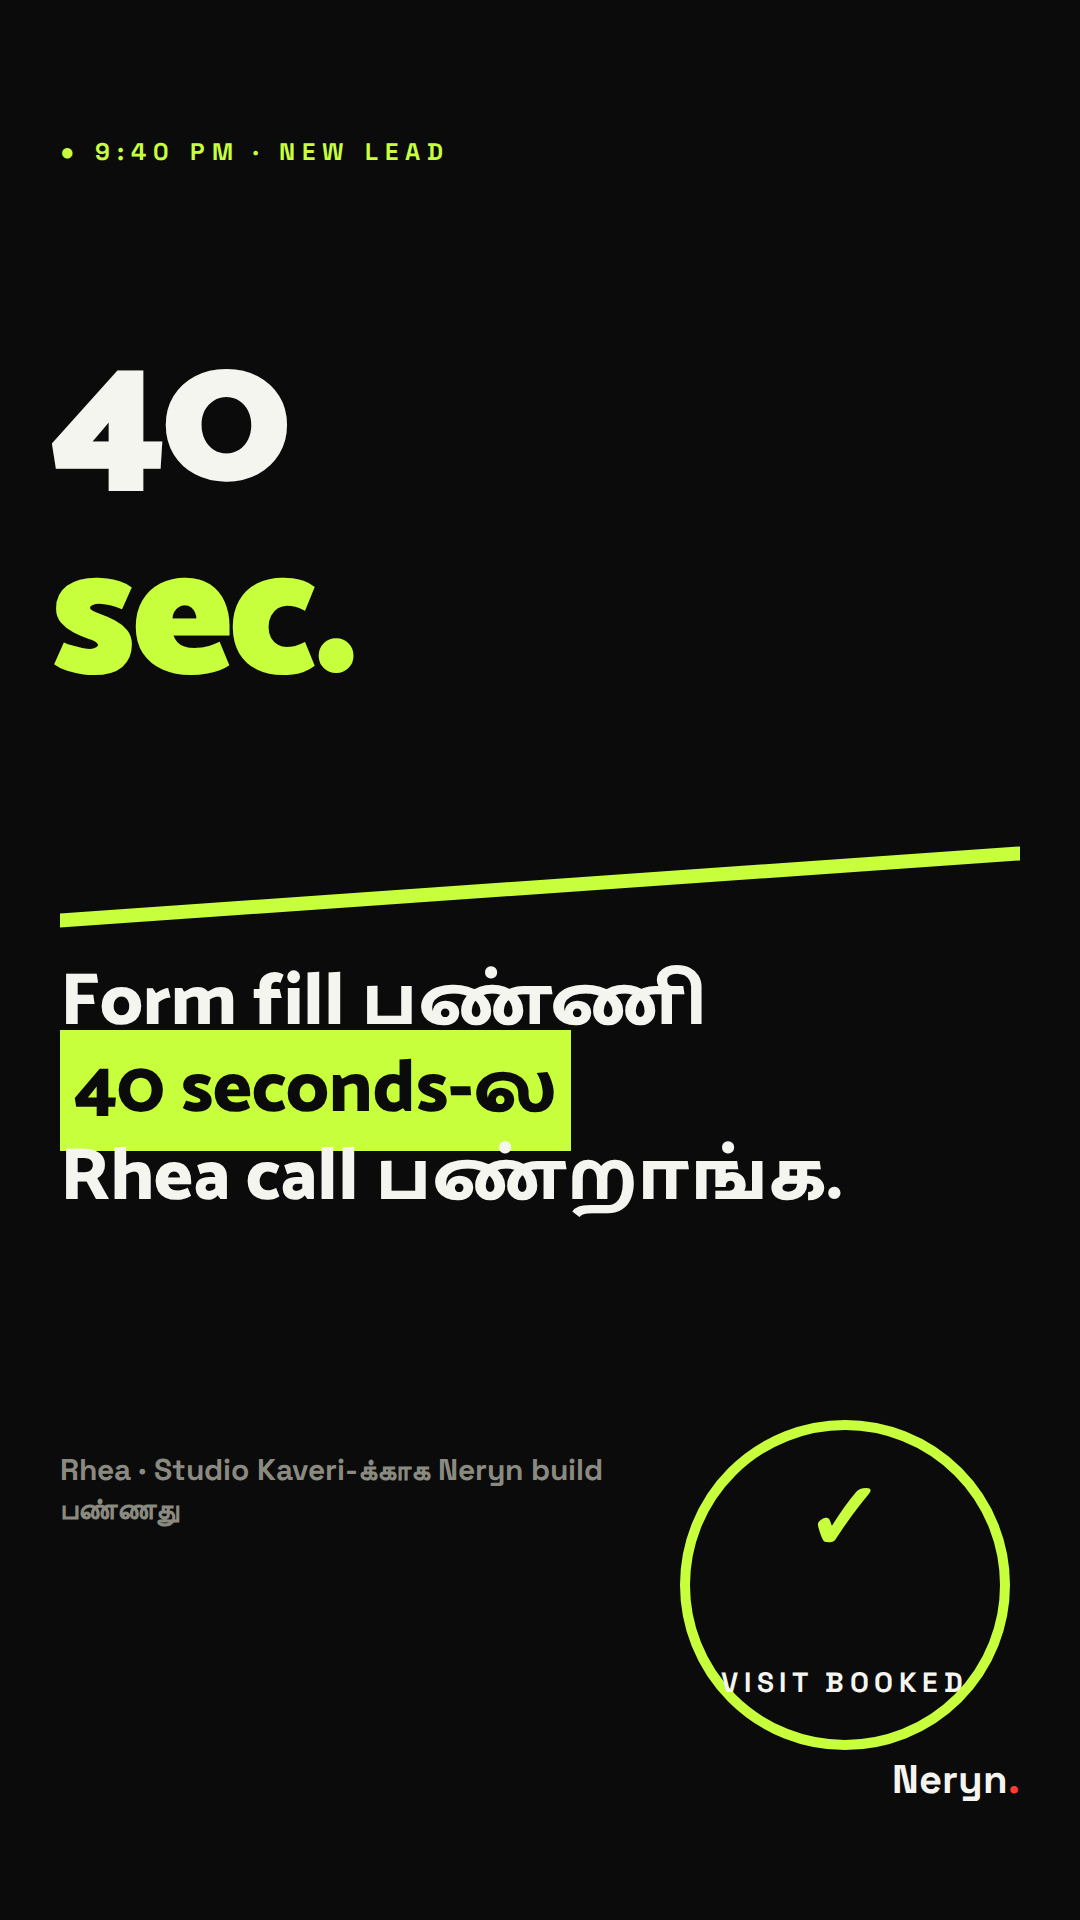 • 9:40 PM · NEW LEAD
40
sec.
Form fill பண்ணி
40 seconds-ல
Rhea call பண்றாங்க.
Rhea · Studio Kaveri-க்காக Neryn build
பண்ணது
✓
VISIT BOOKED
Neryn.